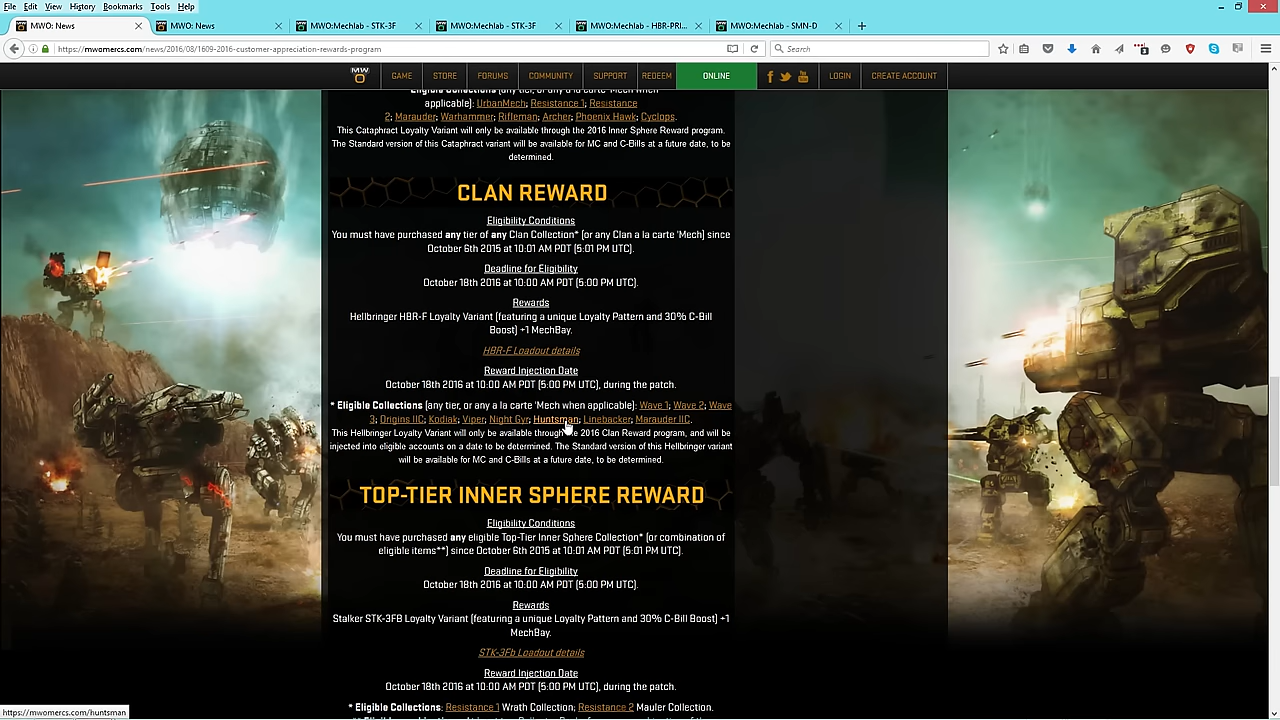 File Edit View History Bookmarks Tools Help
MWO: News
MWO: News
MWO:Mechlab - STK-3F
MWO:Mechlab - STK-3F
MWO:Mechlab - HBR-PRI...
MWO:Mechlab - SMN-D
https://mwomercs.com/news/2016/08/1609-2016-customer-appreciation-rewards-program
Search
MW
GAME STORE FORUMS COMMUNITY SUPPORT REDEEM ONLINE LOGIN CREATE ACCOUNT
Eligible Collections (any tier, or any a la carte 'Mech when
applicable): UrbanMech; Resistance 1; Resistance
2; Marauder; Warhammer; Rifleman; Archer; Phoenix Hawk; Cyclops.
This Cataphract Loyalty Variant will only be available through the 2016 Inner Sphere Reward program.
The Standard version of this Cataphract variant will be available for MC and C-Bills at a future date, to be
determined.
CLAN REWARD
Eligibility Conditions
You must have purchased any tier of any Clan Collection* (or any Clan a la carte 'Mech) since
October 6th 2015 at 10:01 AM PDT (5:01 PM UTC).
Deadline for Eligibility
October 18th 2016 at 10:00 AM PDT (5:00 PM UTC).
Rewards
Hellbringer HBR-F Loyalty Variant (featuring a unique Loyalty Pattern and 30% C-Bill
Boost) +1 MechBay.
HBR-F Loadout details
Reward Injection Date
October 18th 2016 at 10:00 AM PDT (5:00 PM UTC), during the patch.
* Eligible Collections (any tier, or any a la carte 'Mech when applicable): Wave 1; Wave 2; Wave
3; Origins IIC; Kodiak; Viper; Night Gyr; Huntsman; Linebacker; Marauder IIC.
This Hellbringer Loyalty Variant will only be available through the 2016 Clan Reward program, and will be
injected into eligible accounts on a date to be determined. The Standard version of this Hellbringer variant
will be available for MC and C-Bills at a future date, to be determined.
TOP-TIER INNER SPHERE REWARD
Eligibility Conditions
You must have purchased any eligible Top-Tier Inner Sphere Collection* (or combination of
eligible items**) since October 6th 2015 at 10:01 AM PDT (5:01 PM UTC).
Deadline for Eligibility
October 18th 2016 at 10:00 AM PDT (5:00 PM UTC).
Rewards
Stalker STK-3FB Loyalty Variant (featuring a unique Loyalty Pattern and 30% C-Bill Boost) +1
MechBay.
STK-3Fb Loadout details
Reward Injection Date
October 18th 2016 at 10:00 AM PDT (5:00 PM UTC), during the patch.
* Eligible Collections: Resistance 1 Wrath Collection; Resistance 2 Mauler Collection.
https://mwomercs.com/huntsman